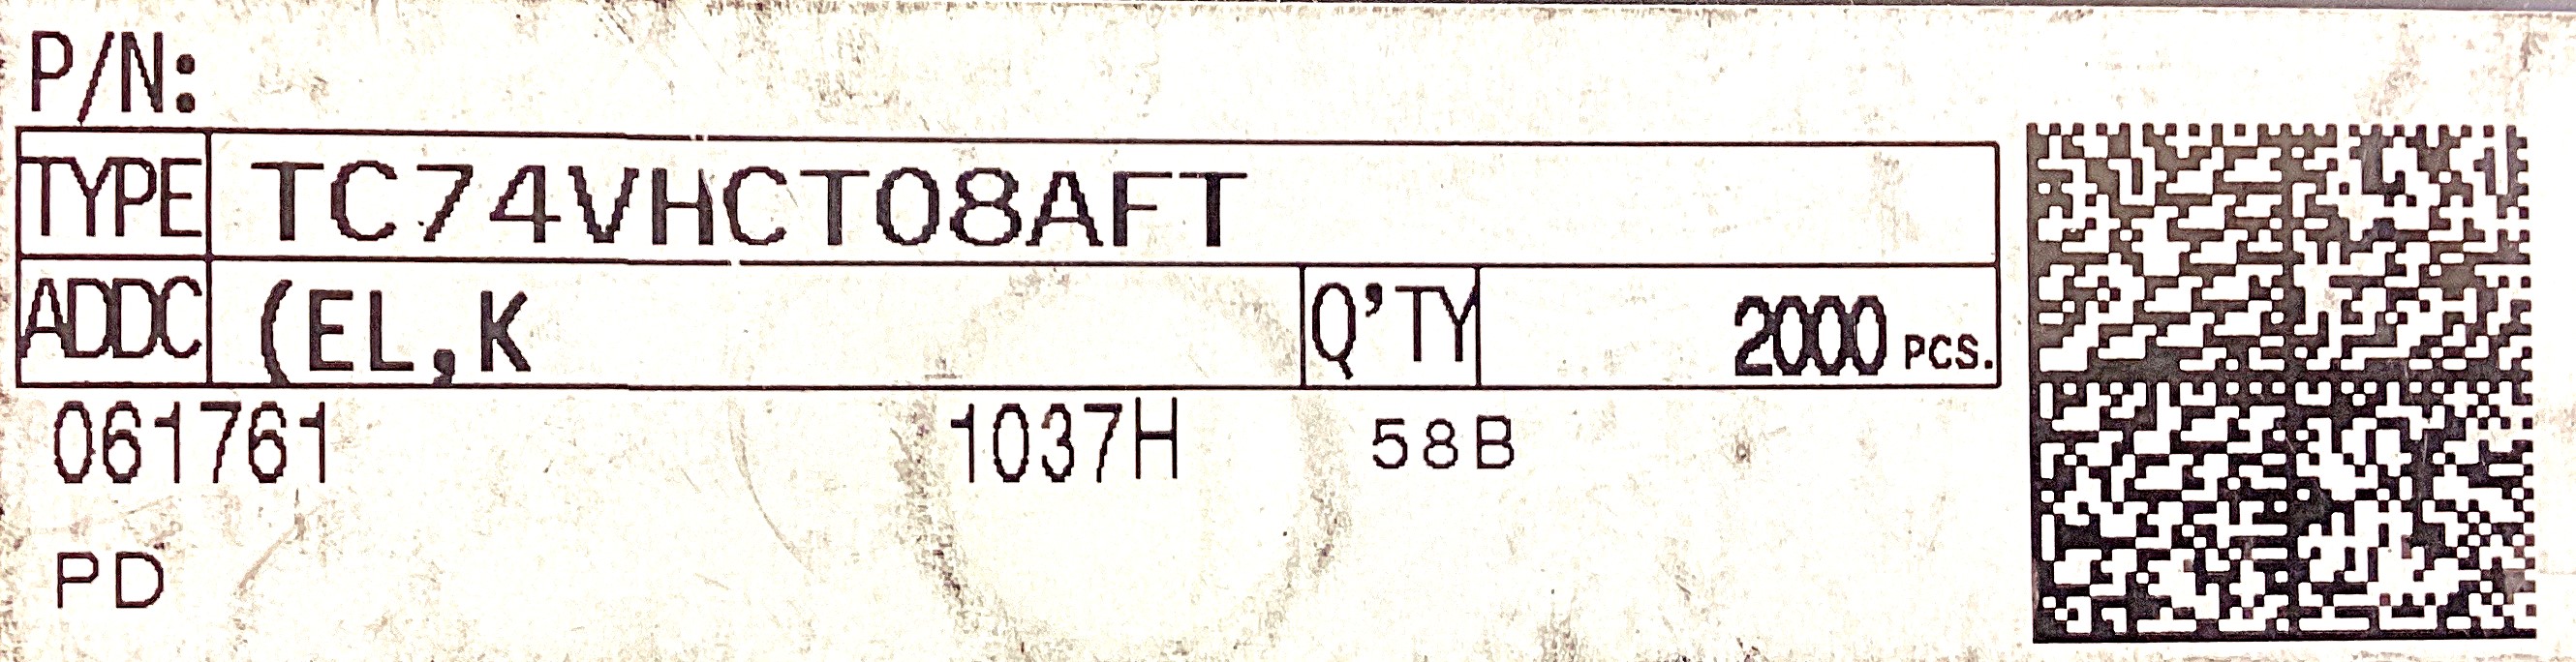 P/N:
TYPE TC74VHCT08AFT
ADDC (EL,K Q'TY 2000 PCS.
061761 1037H 58B
PD